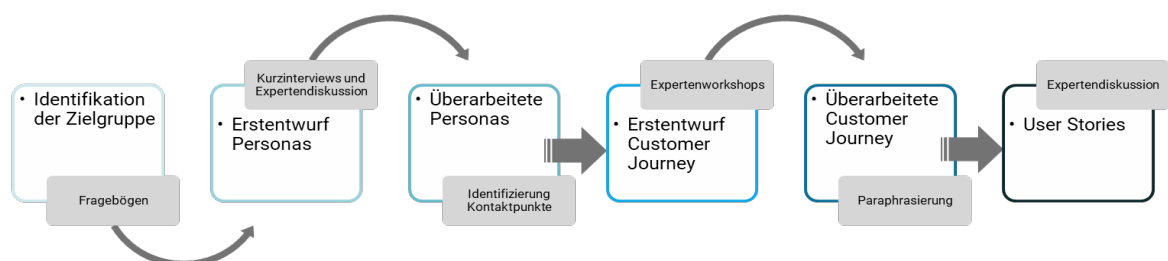 • Identifikation
der Zielgruppe
Fragebögen
Kurzinterviews und
Expertendiskussion
• Erstentwurf
Personas
• Überarbeitete
Personas
Identifizierung
Kontaktpunkte
Expertenworkshops
• Erstentwurf
Customer
Journey
• Überarbeitete
Customer
Journey
Paraphrasierung
Expertendiskussion
• User Stories